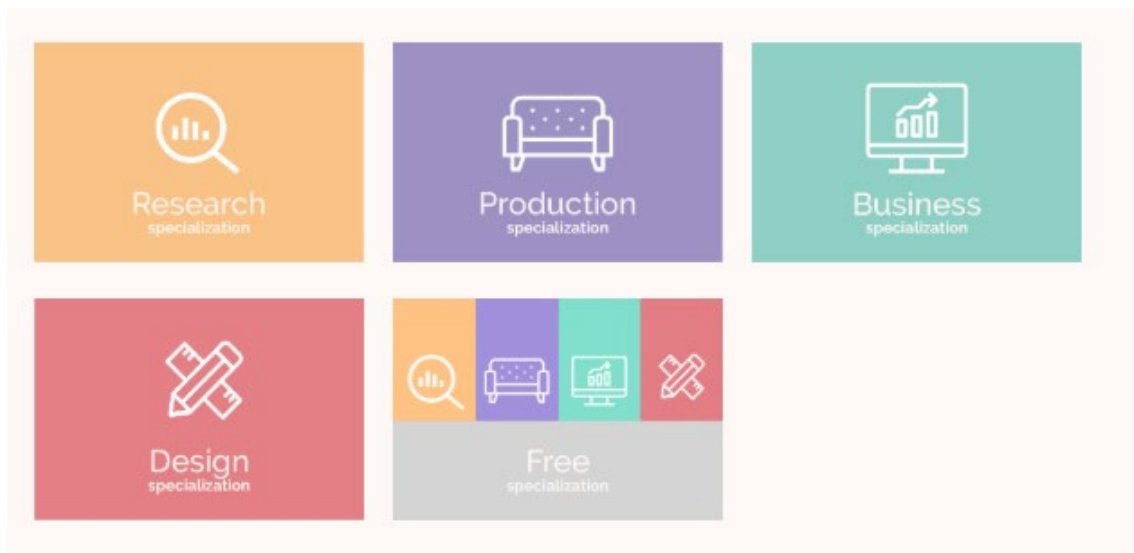 Research
specialization
Production
specialization
Business
specialization
Design
specialization
Free
specialization